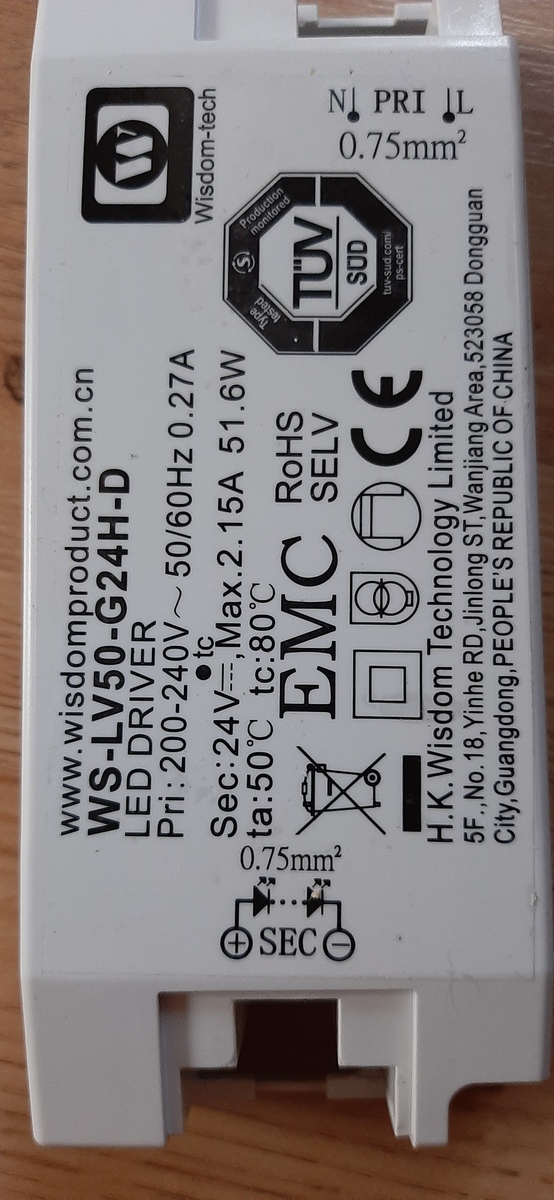 W
Wisdom-tech
www.wisdomproduct.com.cn
WS-LV50-G24H-D
LED DRIVER
Pri.: 200-240V~ 50/60Hz 0.27A
tc
Sec:24V⎓,Max.2.15A 51.6W
ta:50℃ tc:80℃
EMC
RoHS
SELV
CE
H.K.Wisdom Technology Limited
5F.,No.18,Yinhe RD,Jinlong ST,Wanjiang Area,523058 Dongguan
City,Guangdong,PEOPLE'S REPUBLIC OF CHINA
N PRI L
0.75mm²
Production
monitored
Type
tested
S
TÜV
SÜD
tuv-sud.com/
ps-cert
0.75mm²
+ SEC −